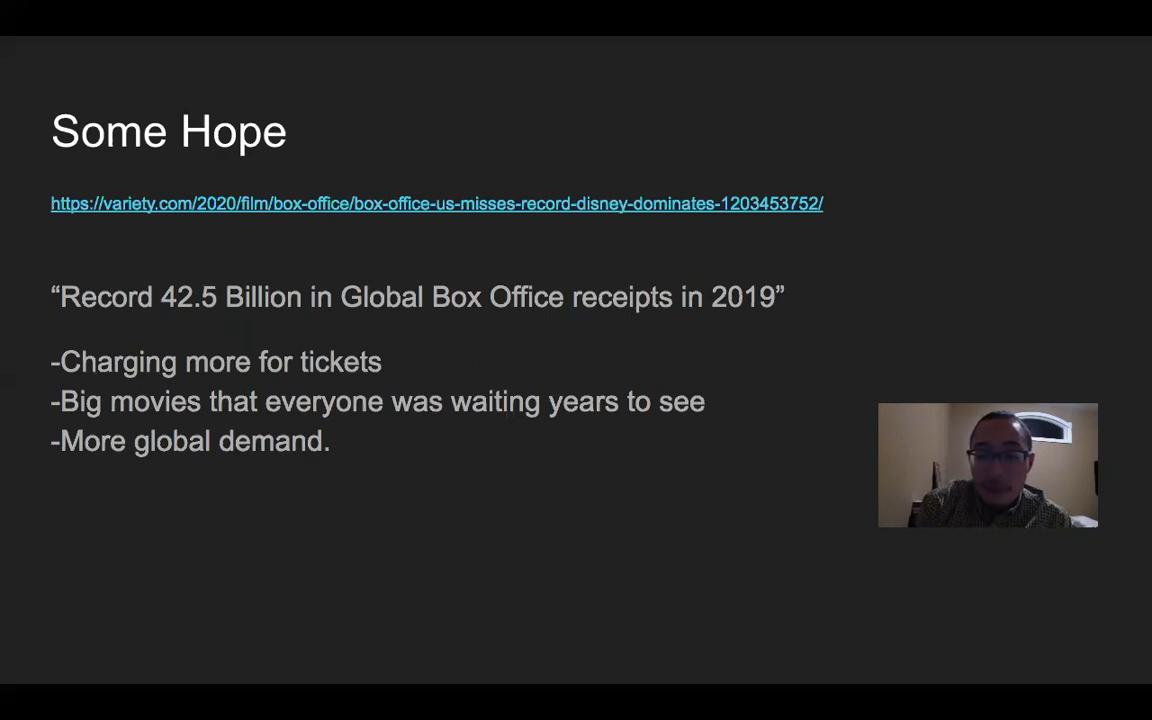 Some Hope
https://variety.com/2020/film/box-office/box-office-us-misses-record-disney-dominates-1203453752/
“Record 42.5 Billion in Global Box Office receipts in 2019”
-Charging more for tickets
-Big movies that everyone was waiting years to see
-More global demand.